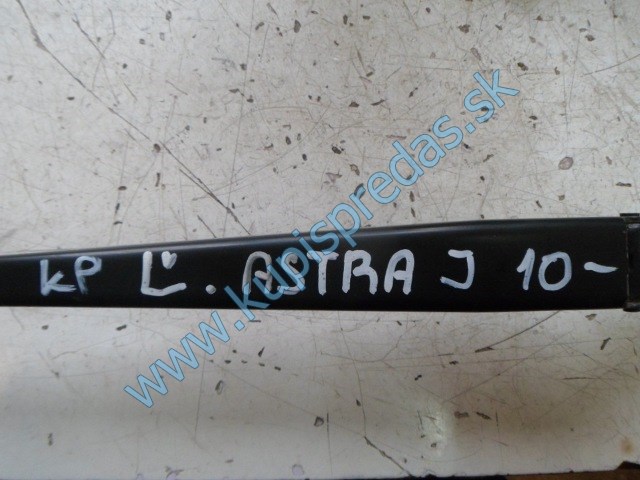 KP Ľ. ASTRA J 10-
www.kupispredas.sk